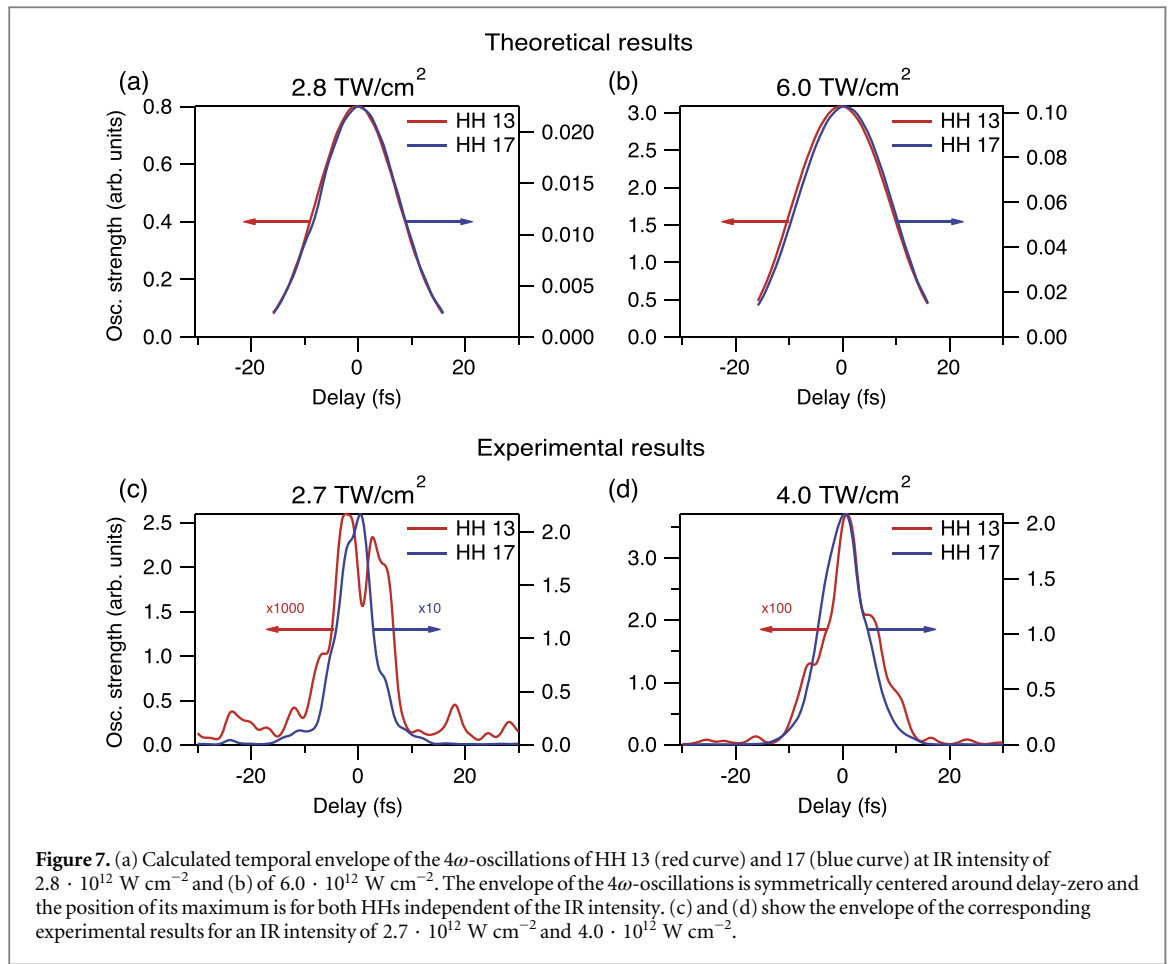 Theoretical results
(a)
2.8 TW/cm²
Osc. strength (arb. units)
0.8
0.6
0.4
0.2
0.0
HH 13
HH 17
0.020
0.015
0.010
0.005
0.000
-20 0 20
Delay (fs)
(b)
6.0 TW/cm²
3.0
2.5
2.0
1.5
1.0
0.5
0.0
HH 13
HH 17
0.10
0.08
0.06
0.04
0.02
0.00
-20 0 20
Delay (fs)
Experimental results
(c)
2.7 TW/cm²
Osc. strength (arb. units)
2.5
2.0
1.5
1.0
0.5
0.0
HH 13
HH 17
x1000
x10
2.0
1.5
1.0
0.5
0.0
-20 0 20
Delay (fs)
(d)
4.0 TW/cm²
3.0
2.0
1.0
0.0
HH 13
HH 17
x100
2.0
1.5
1.0
0.5
0.0
-20 0 20
Delay (fs)
Figure 7. (a) Calculated temporal envelope of the 4ω-oscillations of HH 13 (red curve) and 17 (blue curve) at IR intensity of
2.8 · 10¹² W cm⁻² and (b) of 6.0 · 10¹² W cm⁻². The envelope of the 4ω-oscillations is symmetrically centered around delay-zero and
the position of its maximum is for both HHs independent of the IR intensity. (c) and (d) show the envelope of the corresponding
experimental results for an IR intensity of 2.7 · 10¹² W cm⁻² and 4.0 · 10¹² W cm⁻².